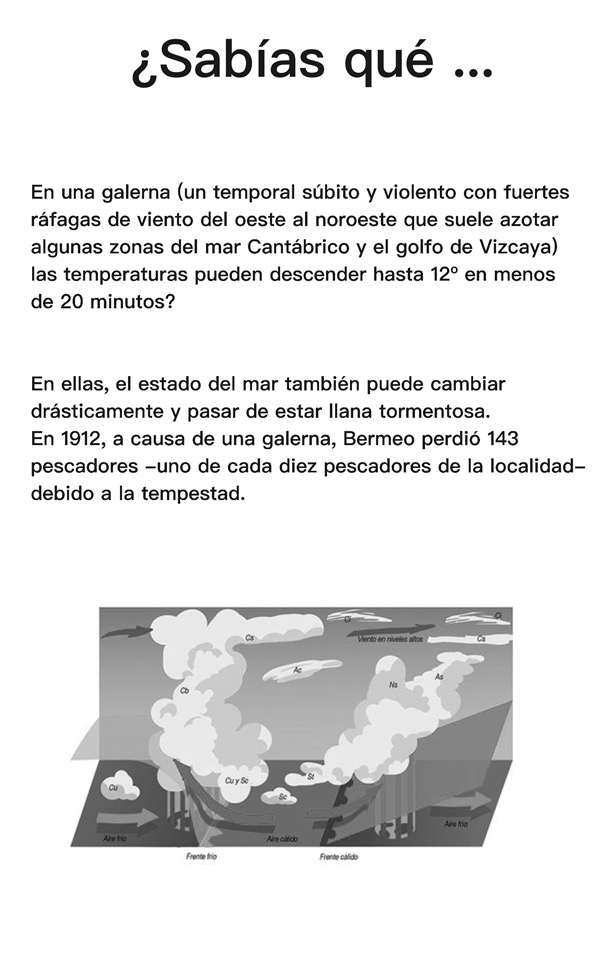 ¿Sabías qué ...
En una galerna (un temporal súbito y violento con fuertes
ráfagas de viento del oeste al noroeste que suele azotar
algunas zonas del mar Cantábrico y el golfo de Vizcaya)
las temperaturas pueden descender hasta 12º en menos
de 20 minutos?
En ellas, el estado del mar también puede cambiar
drásticamente y pasar de estar llana tormentosa.
En 1912, a causa de una galerna, Bermeo perdió 143
pescadores –uno de cada diez pescadores de la localidad–
debido a la tempestad.
Ci
Ci
Cs
Viento en niveles altos
Cs
Ac
As
Cb
Ns
Cu y Sc
St
Cu
Sc
Aire frío
Aire cálido
Aire frío
Frente frío
Frente cálido